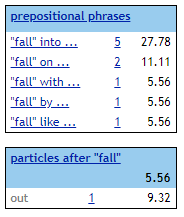 prepositional phrases
"fall" into ... 5 27.78
"fall" on ... 2 11.11
"fall" with ... 1 5.56
"fall" by ... 1 5.56
"fall" like ... 1 5.56
particles after "fall"
5.56
out 1 9.32